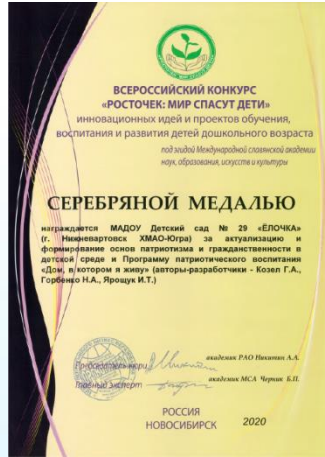 ВСЕРОССИЙСКИЙ КОНКУРС
«РОСТОЧЕК: МИР СПАСУТ ДЕТИ»
инновационных идей и проектов обучения,
воспитания и развития детей дошкольного возраста
под эгидой Международной славянской академии
наук, образования, искусств и культуры
СЕРЕБРЯНОЙ МЕДАЛЬЮ
награждается МАДОУ Детский сад № 29 «ЁЛОЧКА»
(г. Нижневартовск ХМАО-Югра) за актуализацию и
формирование основ патриотизма и гражданственности в
детской среде и Программу патриотического воспитания
«Дом, в котором я живу» (авторы-разработчики - Козел Г.А.,
Горбенко Н.А., Ярощук И.Т.)
Председатель жюри академик РАО Никитин А.А.
Главный эксперт академик МСА Черник Б.П.
РОССИЯ
НОВОСИБИРСК 2020